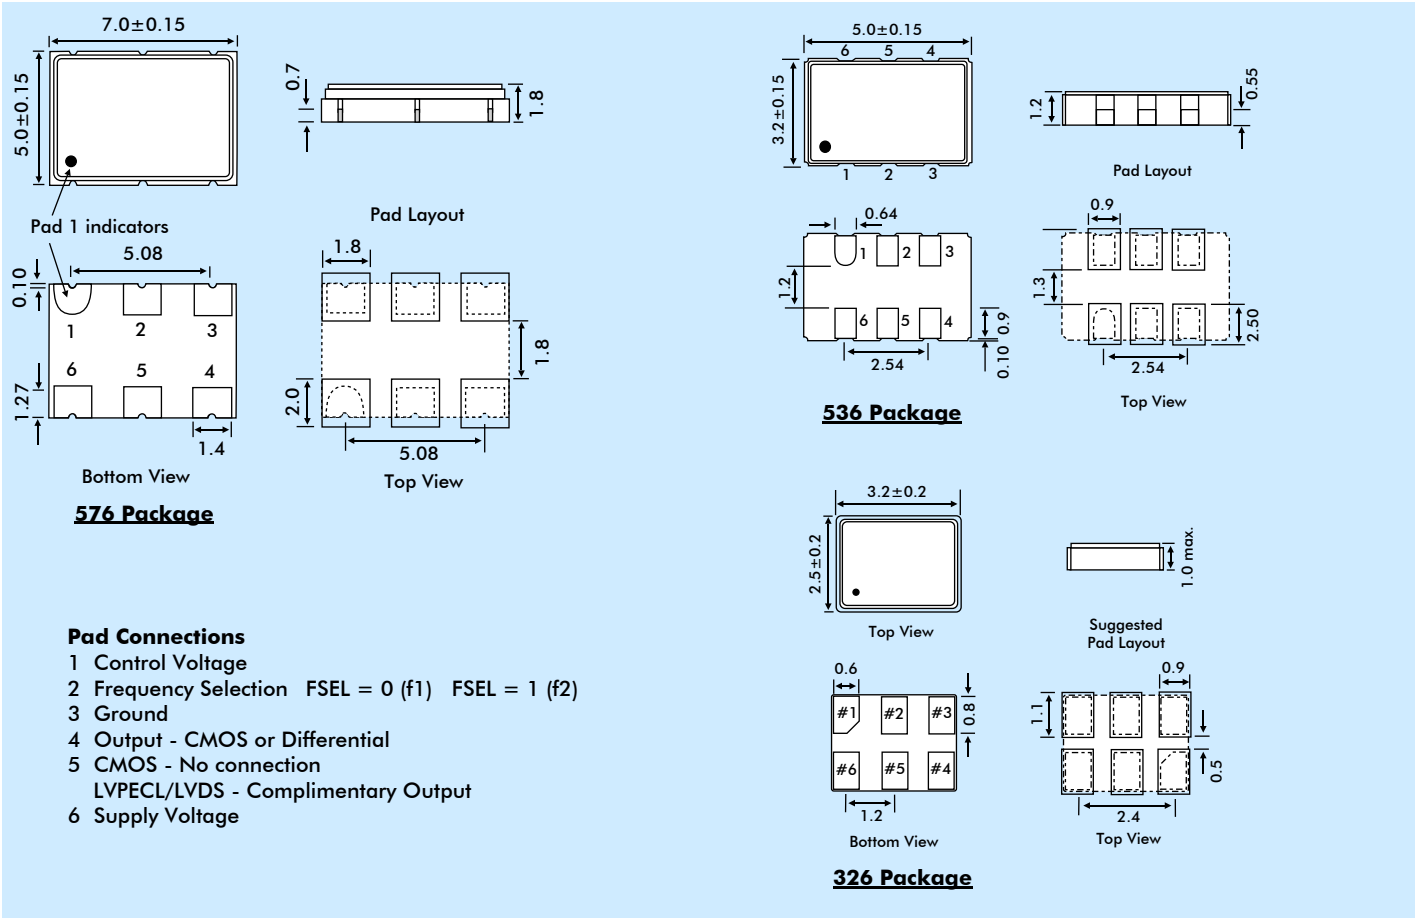 7.0±0.15
5.0±0.15
0.7
1.8
Pad 1 indicators
Pad Layout
5.08
0.10
1 2 3
6 5 4
1.27
1.4
Bottom View
1.8
1.8
2.0
5.08
Top View
576 Package
5.0±0.15
6 5 4
3.2±0.15
1 2 3
1.2
0.55
Pad Layout
0.64
1 2 3
1.2
6 5 4
0.9
0.10
2.54
0.9
1.3
2.50
2.54
Top View
536 Package
3.2±0.2
2.5±0.2
Top View
1.0 max.
Suggested
Pad Layout
0.6
#1 #2 #3
0.8
#6 #5 #4
1.2
Bottom View
0.9
1.1
0.5
2.4
Top View
326 Package
Pad Connections
1 Control Voltage
2 Frequency Selection FSEL = 0 (f1) FSEL = 1 (f2)
3 Ground
4 Output - CMOS or Differential
5 CMOS - No connection
LVPECL/LVDS - Complimentary Output
6 Supply Voltage